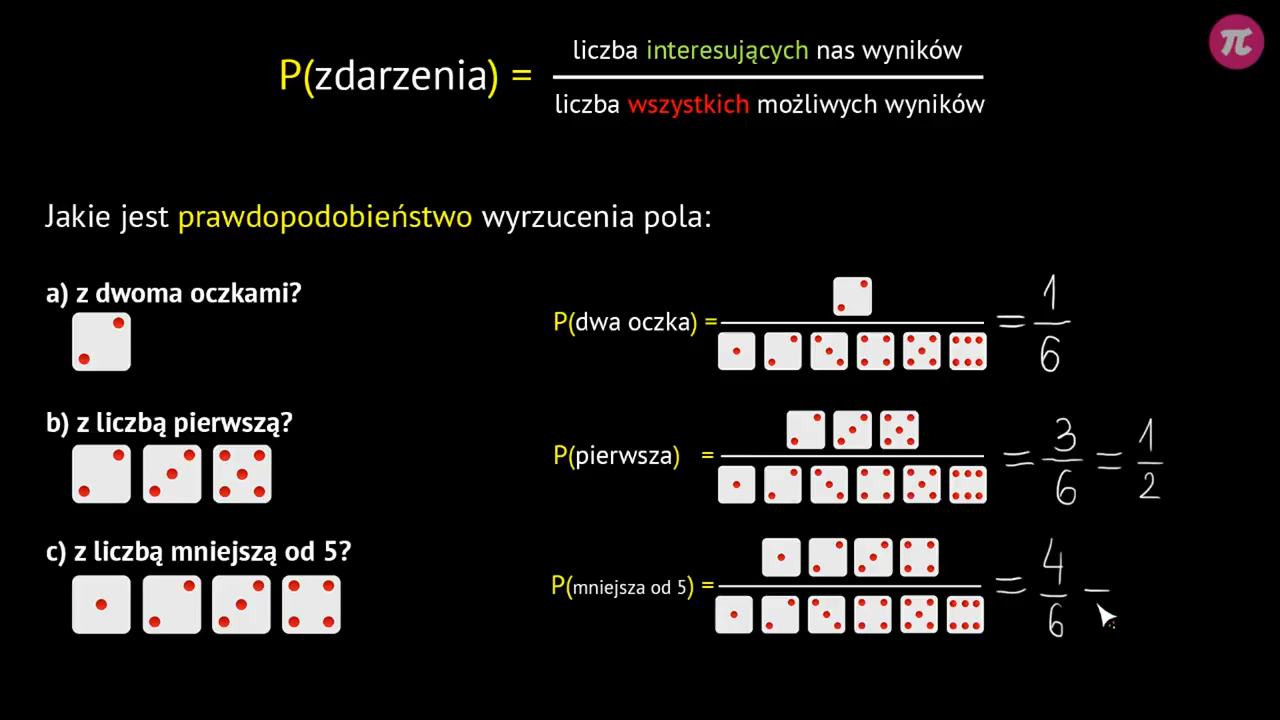 π
P(zdarzenia) = liczba interesujących nas wyników
liczba wszystkich możliwych wyników
Jakie jest prawdopodobieństwo wyrzucenia pola:
a) z dwoma oczkami?
P(dwa oczka) = = 1/6
b) z liczbą pierwszą?
P(pierwsza) = = 3/6 = 1/2
c) z liczbą mniejszą od 5?
P(mniejsza od 5) = = 4/6 –